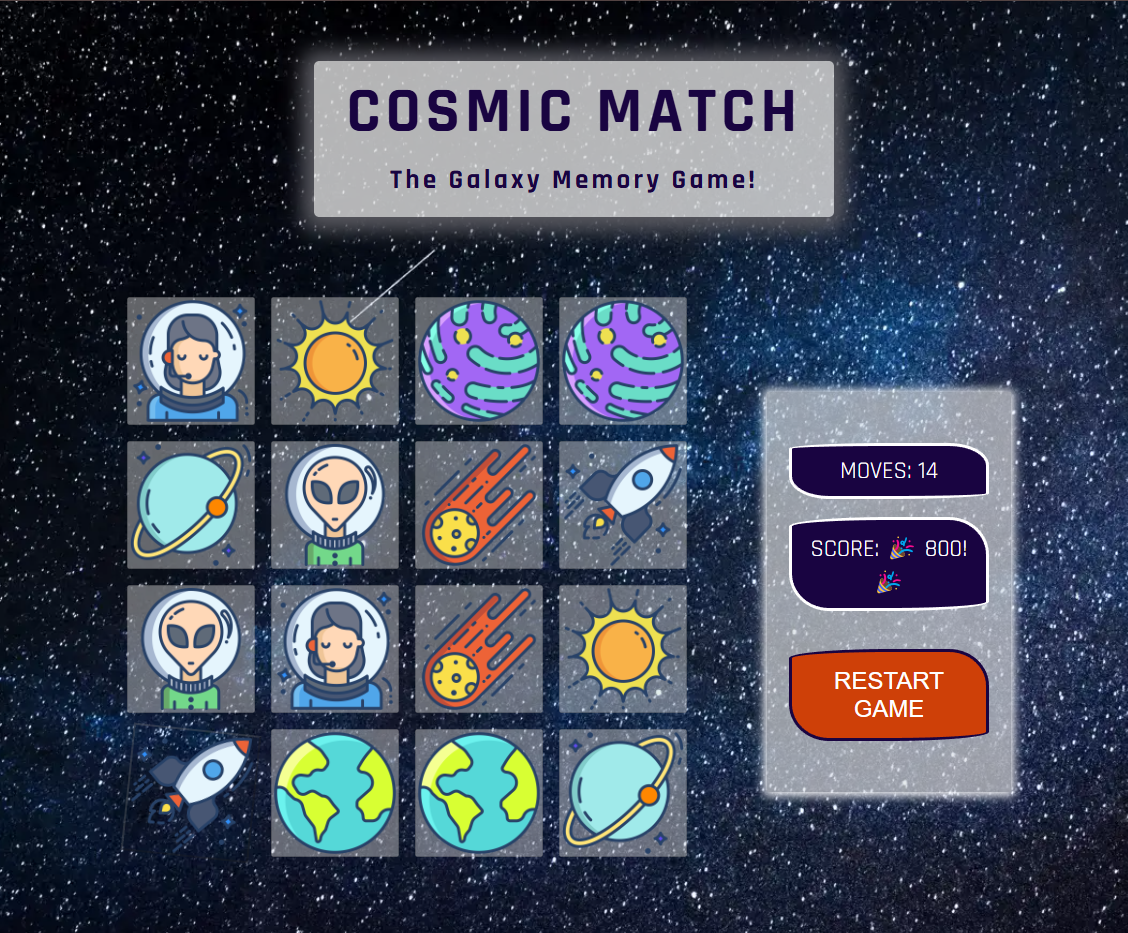 COSMIC MATCH
The Galaxy Memory Game!
MOVES: 14
SCORE: 🎉 800!
🎉
RESTART
GAME